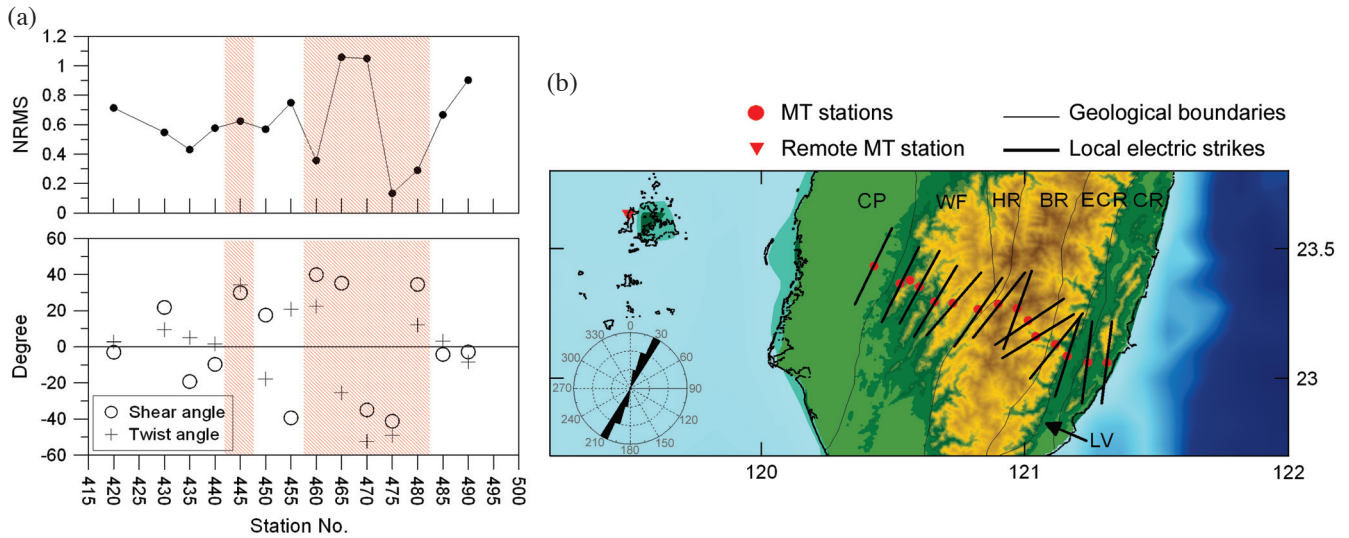 (a)
1.2
1
0.8
0.6
0.4
0.2
0
NRMS
60
40
20
0
-20
-40
-60
Degree
Shear angle
Twist angle
415 420 430 435 440 445 450 455 460 465 470 475 480 485 490 495 500
Station No.
(b)
MT stations
Geological boundaries
Remote MT station
Local electric strikes
CP WF HR BR ECR CR
23.5
23
0
30
60
90
120
150
180
210
240
270
300
330
LV
120 121 122